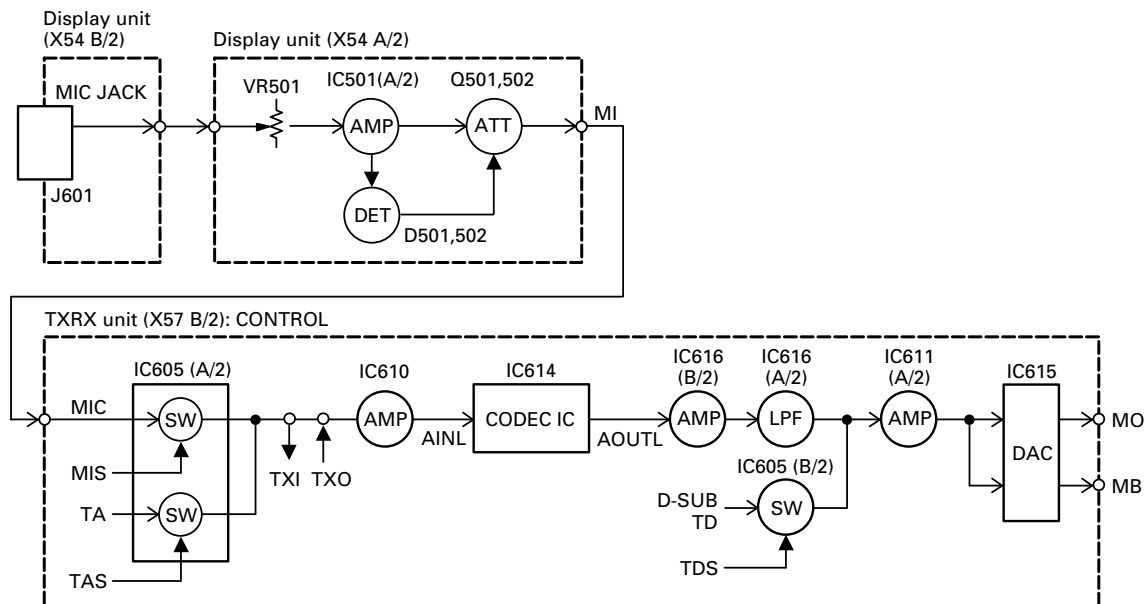 Display unit
(X54 B/2)
Display unit (X54 A/2)
MIC JACK
J601
VR501
IC501(A/2)
Q501,502
AMP
ATT
MI
DET
D501,502
TXRX unit (X57 B/2): CONTROL
IC605 (A/2)
IC610
IC614
IC616
(B/2)
IC616
(A/2)
IC611
(A/2)
IC615
MIC
SW
AMP
CODEC IC
AMP
LPF
AMP
DAC
MO
AINL
AOUTL
MIS
TXI
TXO
IC605 (B/2)
MB
TA
SW
D-SUB
TD
SW
TAS
TDS